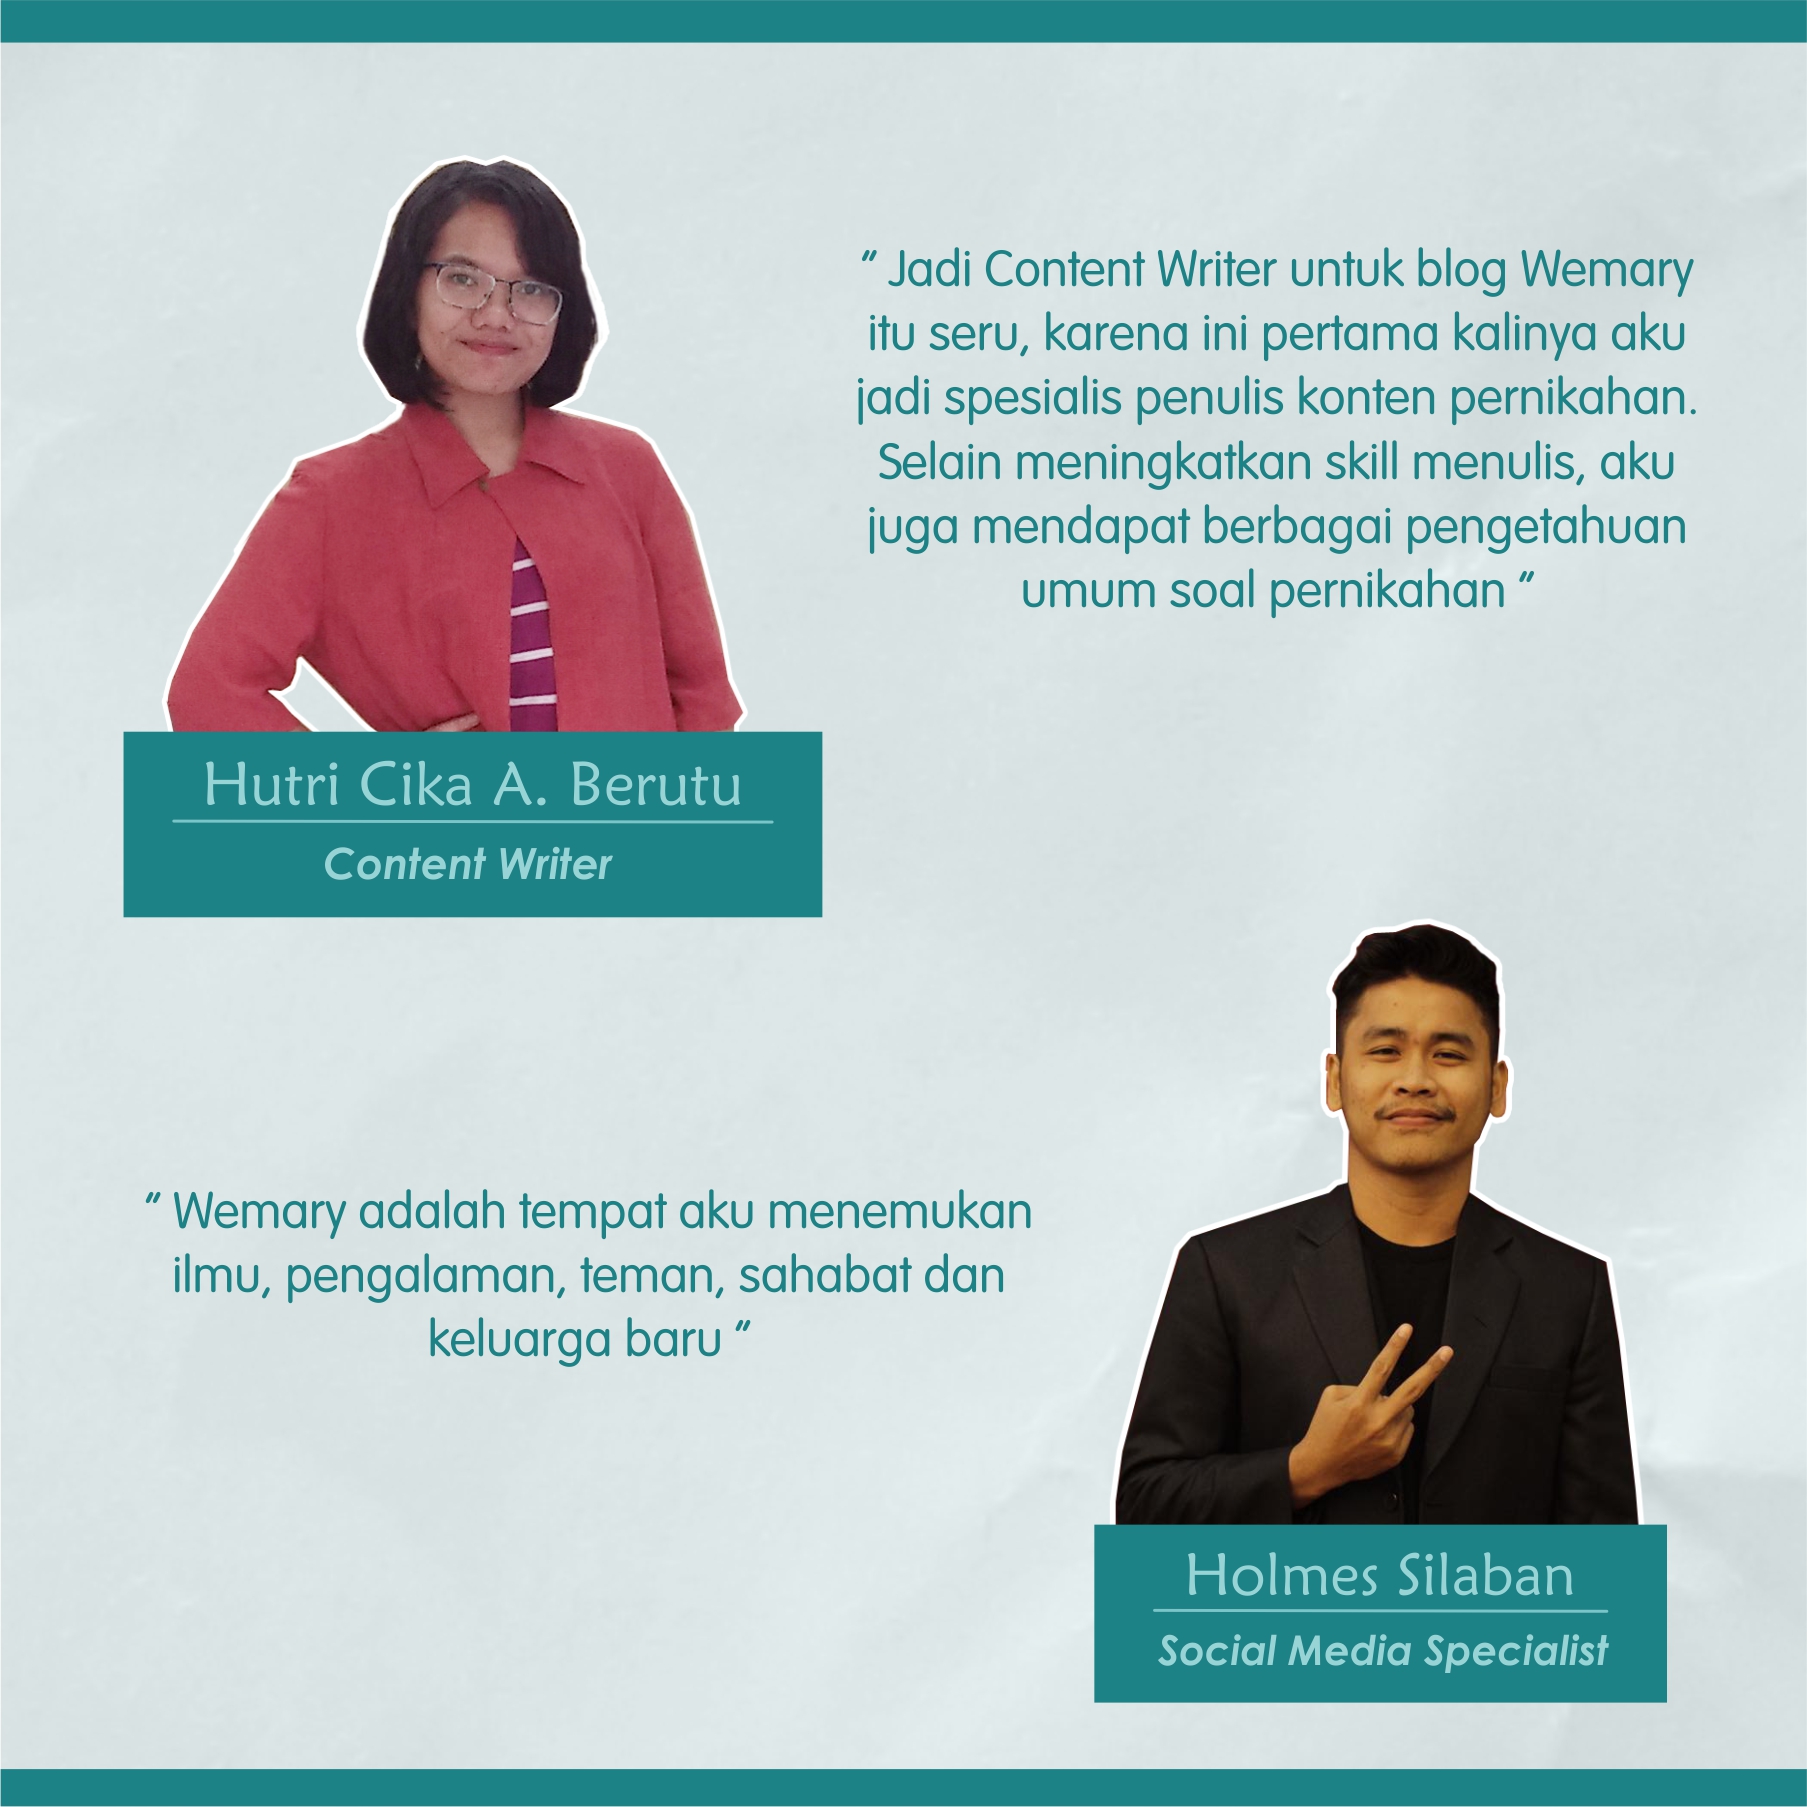 “ Jadi Content Writer untuk blog Wemary
itu seru, karena ini pertama kalinya aku
jadi spesialis penulis konten pernikahan.
Selain meningkatkan skill menulis, aku
juga mendapat berbagai pengetahuan
umum soal pernikahan ”
Hutri Cika A. Berutu
Content Writer
“ Wemary adalah tempat aku menemukan
ilmu, pengalaman, teman, sahabat dan
keluarga baru ”
Holmes Silaban
Social Media Specialist